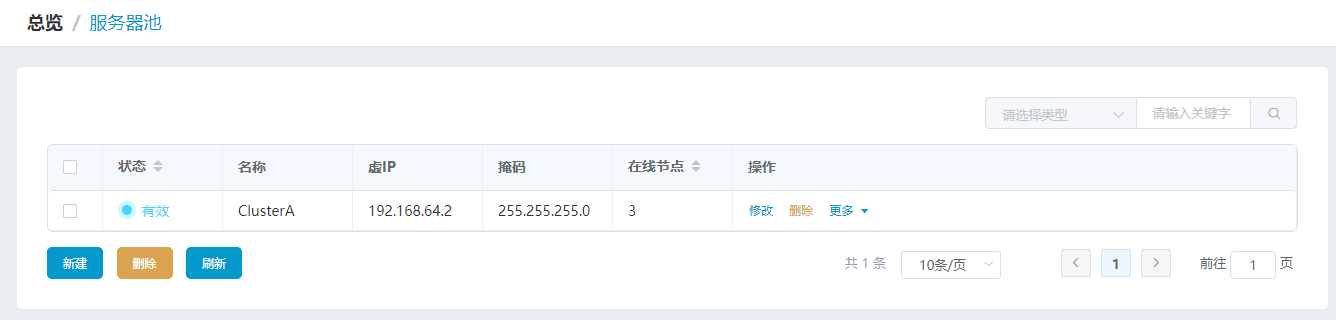 总览 / 服务器池
请选择类型 请输入关键字
状态 名称 虚IP 掩码 在线节点 操作
有效 ClusterA 192.168.64.2 255.255.255.0 3 修改 删除 更多
新建 删除 刷新 共 1 条 10条/页 1 前往 1 页